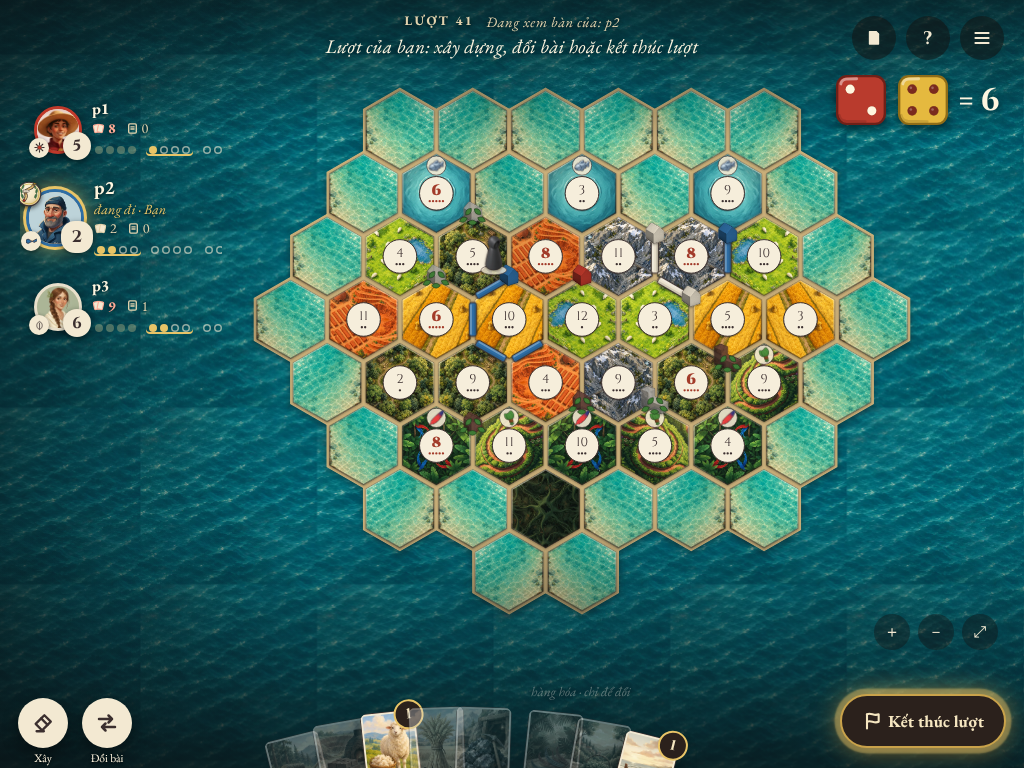 LƯỢT 41 Đang xem bàn của: p2
Lượt của bạn: xây dựng, đổi bài hoặc kết thúc lượt
?
= 6
p1
8 0
5
p2
đang đi · Bạn
2 0
2
p3
9 1
6
6 3 9
4 5 8 11 8 10
11 6 10 12 3 5 3
2 9 4 9 6 9
8 11 10 5 4
+ −
hàng hóa · chỉ để đổi
Kết thúc lượt
1
1
Xây Đổi bài